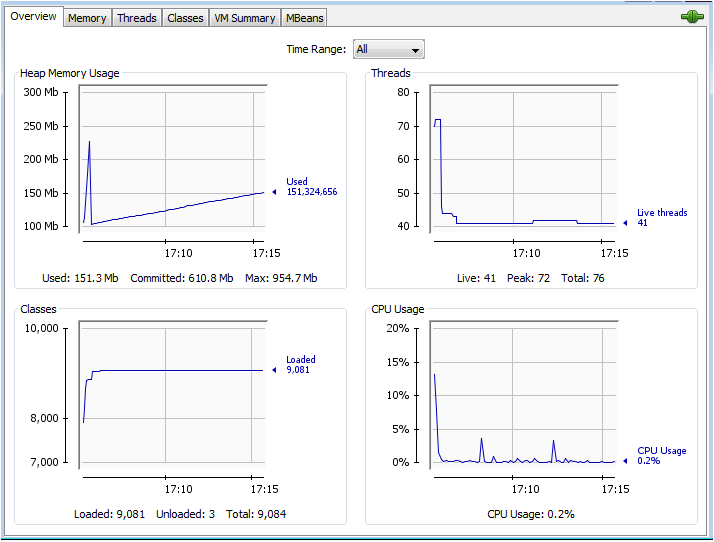 Overview Memory Threads Classes VM Summary MBeans
Time Range: All
Heap Memory Usage
300 Mb
250 Mb
200 Mb
150 Mb
100 Mb
Used
151,324,656
17:10 17:15
Used: 151.3 Mb Committed: 610.8 Mb Max: 954.7 Mb
Threads
80
70
60
50
40
Live threads
41
17:10 17:15
Live: 41 Peak: 72 Total: 76
Classes
10,000
8,000
7,000
Loaded
9,081
17:10 17:15
Loaded: 9,081 Unloaded: 3 Total: 9,084
CPU Usage
20%
15%
10%
5%
0%
CPU Usage
0.2%
17:10 17:15
CPU Usage: 0.2%